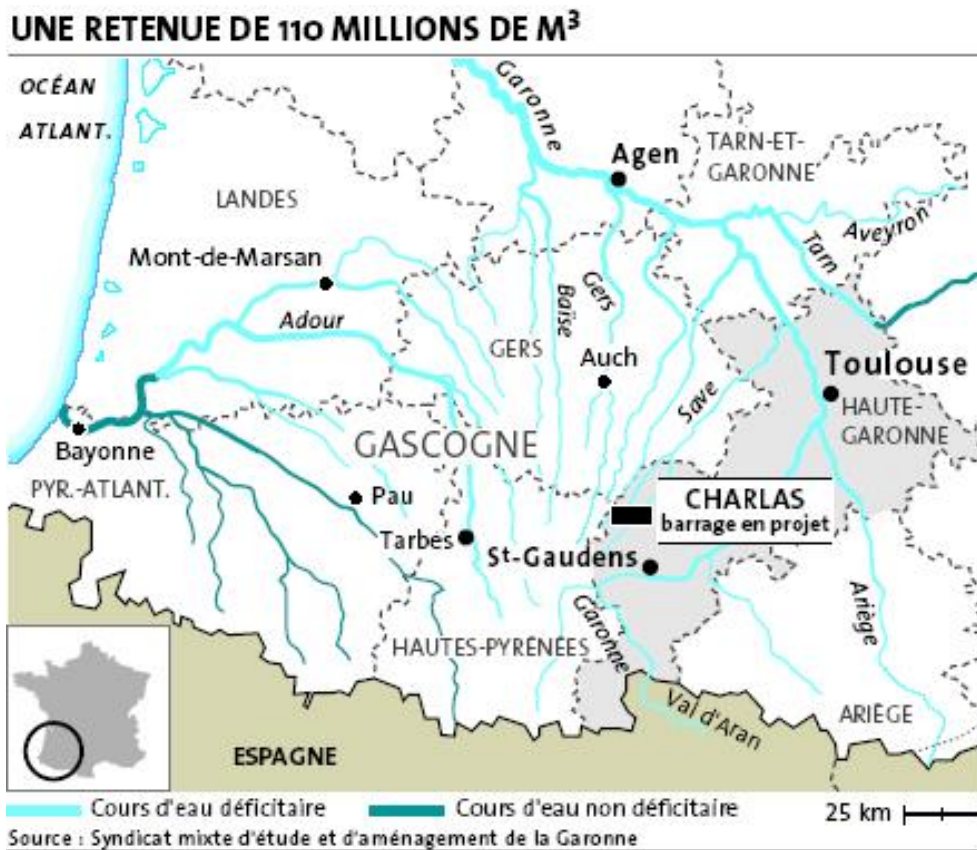 UNE RETENUE DE 110 MILLIONS DE M³
OCÉAN
ATLANT.
Garonne
Agen
TARN-ET-
GARONNE
LANDES
Aveyron
Tarn
Mont-de-Marsan
Adour
Baïse
Gers
GERS
Auch
Save
Toulouse
HAUTE-
GARONNE
GASCOGNE
Bayonne
PYR.-ATLANT.
Pau
CHARLAS
barrage en projet
Tarbes
St-Gaudens
Garonne
Ariège
HAUTES-PYRÉNÉES
Val d'Aran
ARIÈGE
ESPAGNE
Cours d'eau déficitaire
Cours d'eau non déficitaire
25 km
Source : Syndicat mixte d'étude et d'aménagement de la Garonne